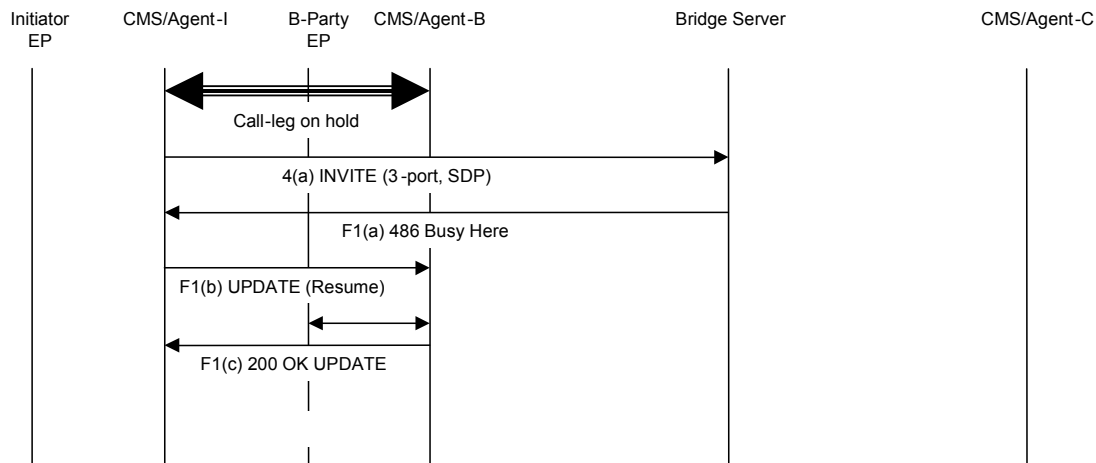 Initiator EP
CMS/Agent-I
B-Party EP
CMS/Agent-B
Bridge Server
CMS/Agent-C
Call-leg on hold
4(a) INVITE (3-port, SDP)
F1(a) 486 Busy Here
F1(b) UPDATE (Resume)
F1(c) 200 OK UPDATE